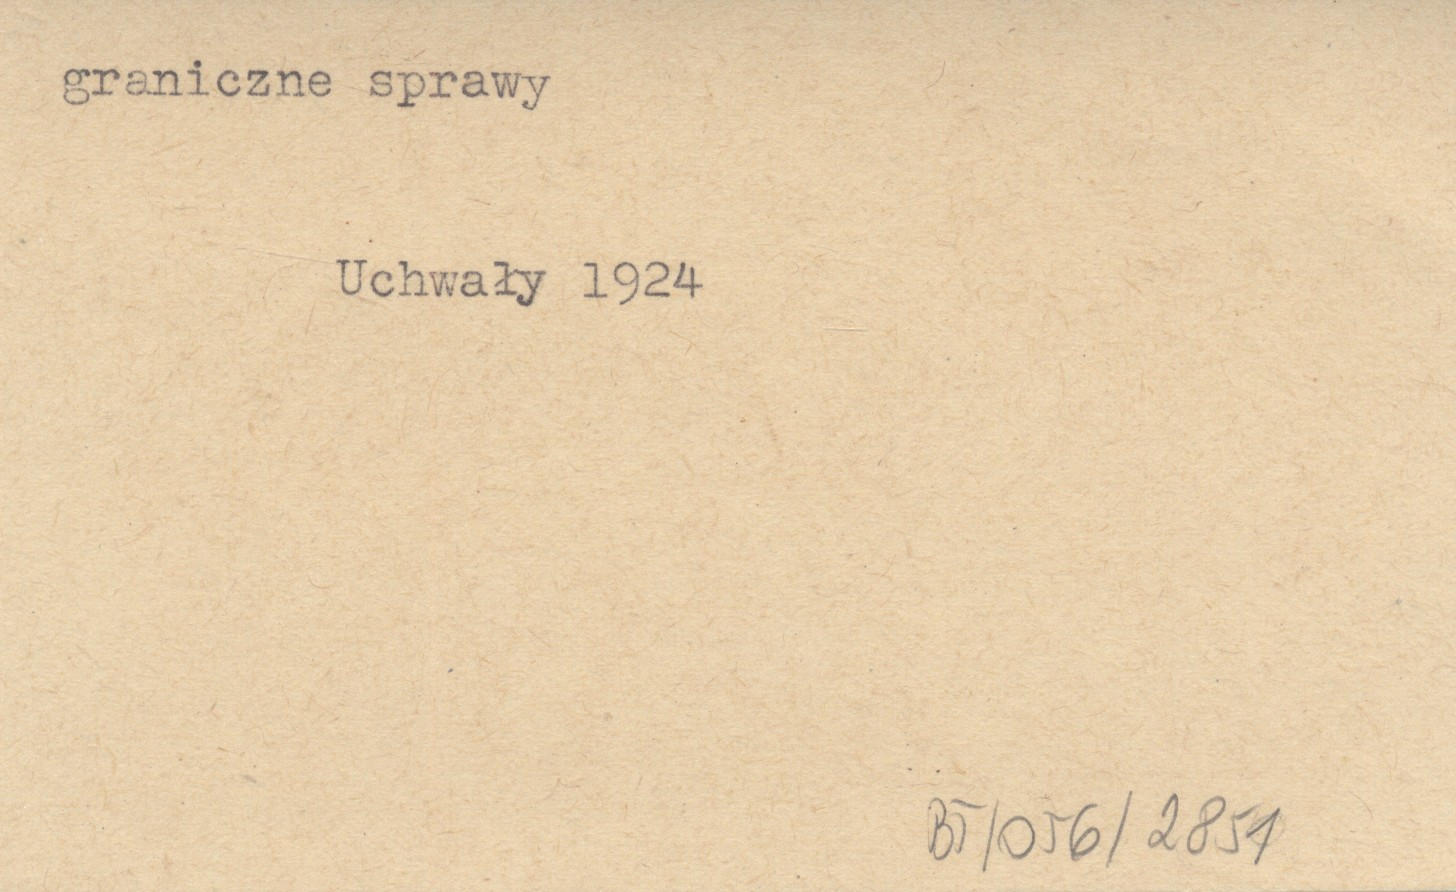 graniczne sprawy
Uchwały 1924
BT/056/2851